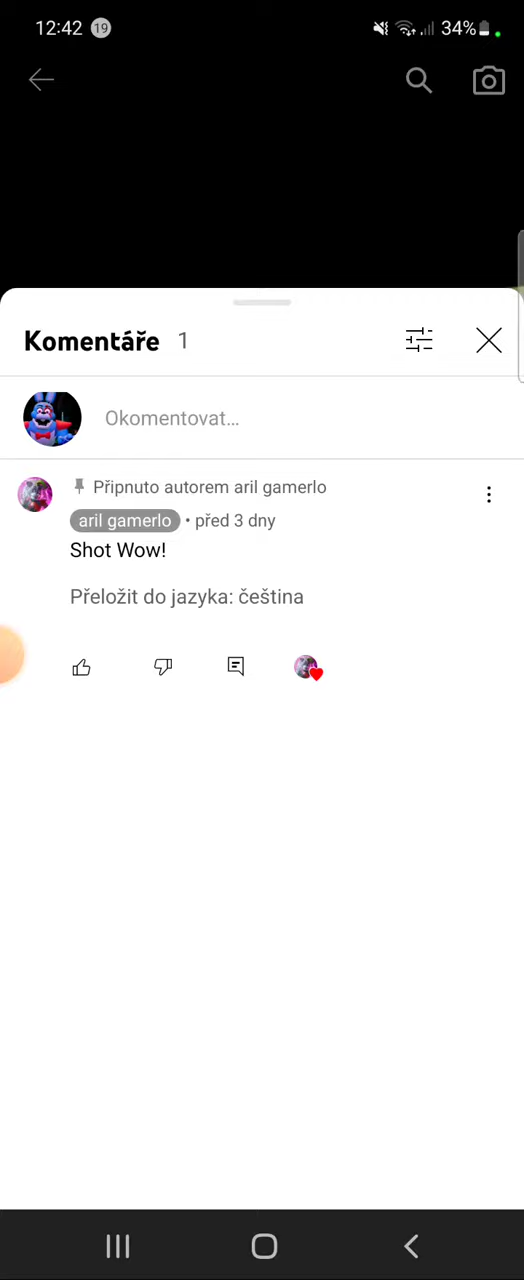 12:42 19 34%
Komentáře 1
Okomentovat...
Připnuto autorem aril gamerlo
aril gamerlo • před 3 dny
Shot Wow!
Přeložit do jazyka: čeština